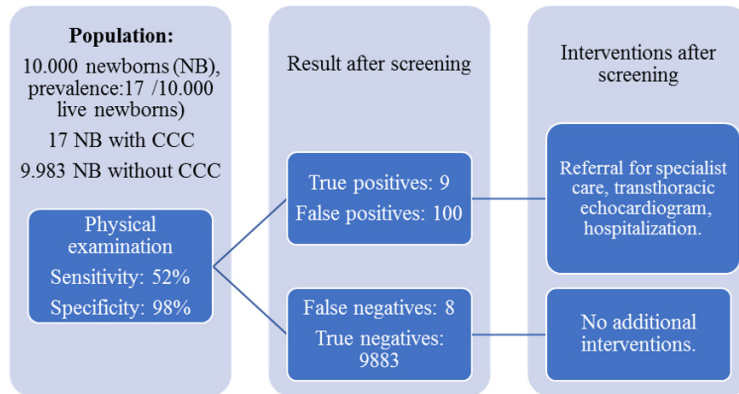 Population:
10.000 newborns (NB),
prevalence:17 /10.000
live newborns)
17 NB with CCC
9.983 NB without CCC
Physical
examination
Sensitivity: 52%
Specificity: 98%
Result after screening
True positives: 9
False positives: 100
False negatives: 8
True negatives:
9883
Interventions after
screening
Referral for specialist
care, transthoracic
echocardiogram,
hospitalization.
No additional
interventions.